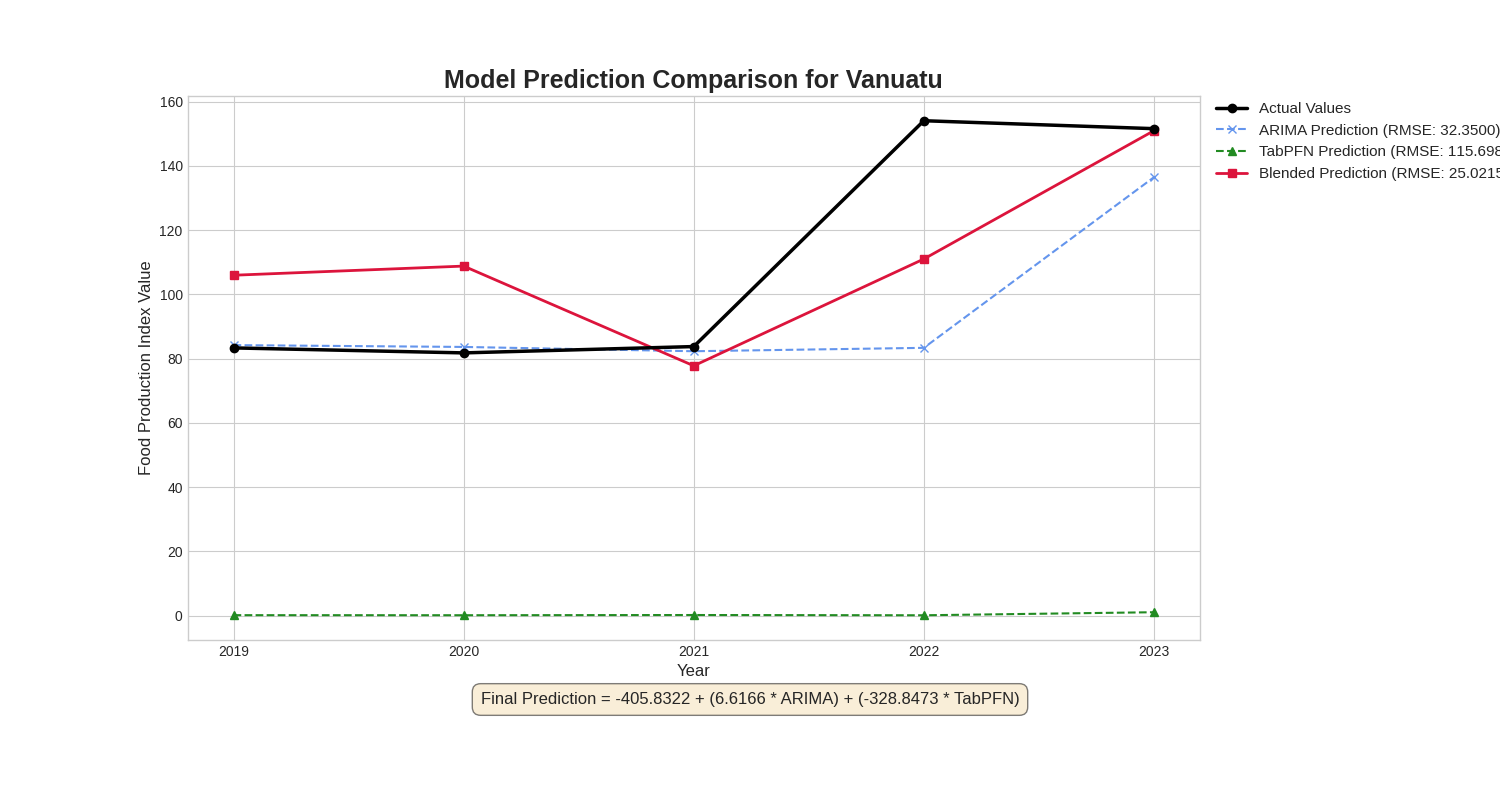 Model Prediction Comparison for Vanuatu
160
140
120
100
80
60
40
20
0
Food Production Index Value
2019 2020 2021 2022 2023
Year
Actual Values
ARIMA Prediction (RMSE: 32.3500)
TabPFN Prediction (RMSE: 115.698
Blended Prediction (RMSE: 25.0215
Final Prediction = -405.8322 + (6.6166 * ARIMA) + (-328.8473 * TabPFN)